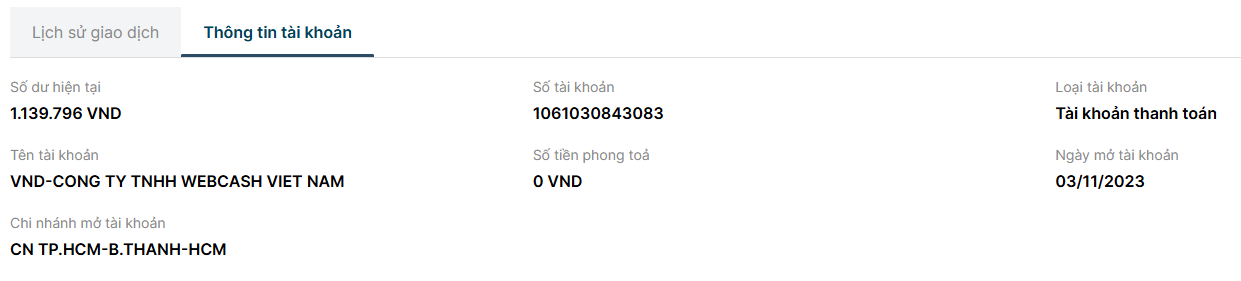 Lịch sử giao dịch Thông tin tài khoản
Số dư hiện tại Số tài khoản Loại tài khoản
1.139.796 VND 1061030843083 Tài khoản thanh toán
Tên tài khoản Số tiền phong toả Ngày mở tài khoản
VND-CONG TY TNHH WEBCASH VIET NAM 0 VND 03/11/2023
Chi nhánh mở tài khoản
CN TP.HCM-B.THANH-HCM